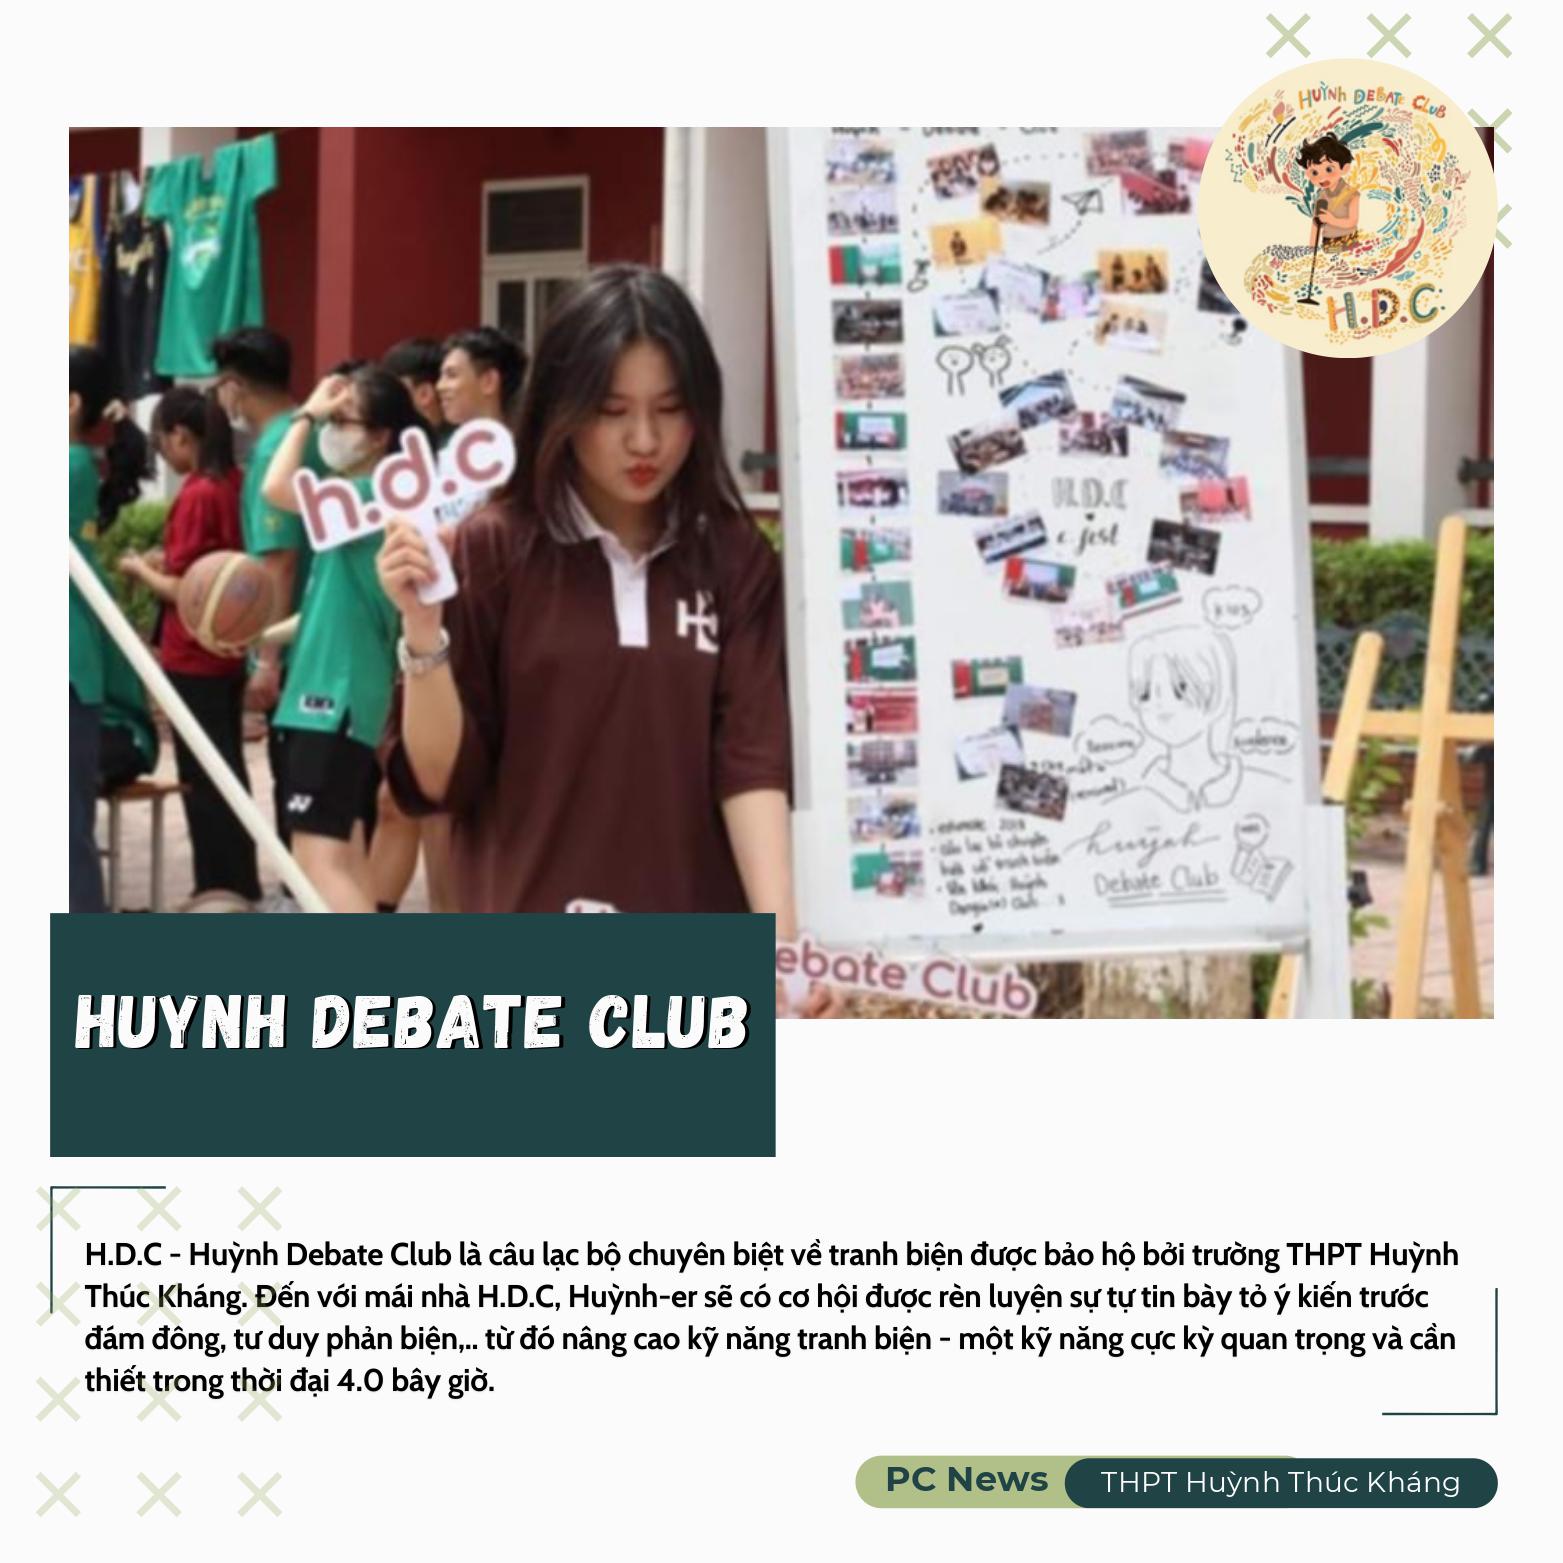 HUỲNH DEBATE CLUB
H.D.C.
h.d.c
H.D.C
e.fest
huỳnh
Debate Club
ebate Club
HUYNH DEBATE CLUB
H.D.C - Huỳnh Debate Club là câu lạc bộ chuyên biệt về tranh biện được bảo hộ bởi trường THPT Huỳnh
Thúc Kháng. Đến với mái nhà H.D.C, Huỳnh-er sẽ có cơ hội được rèn luyện sự tự tin bày tỏ ý kiến trước
đám đông, tư duy phản biện,.. từ đó nâng cao kỹ năng tranh biện - một kỹ năng cực kỳ quan trọng và cần
thiết trong thời đại 4.0 bây giờ.
PC News
THPT Huỳnh Thúc Kháng